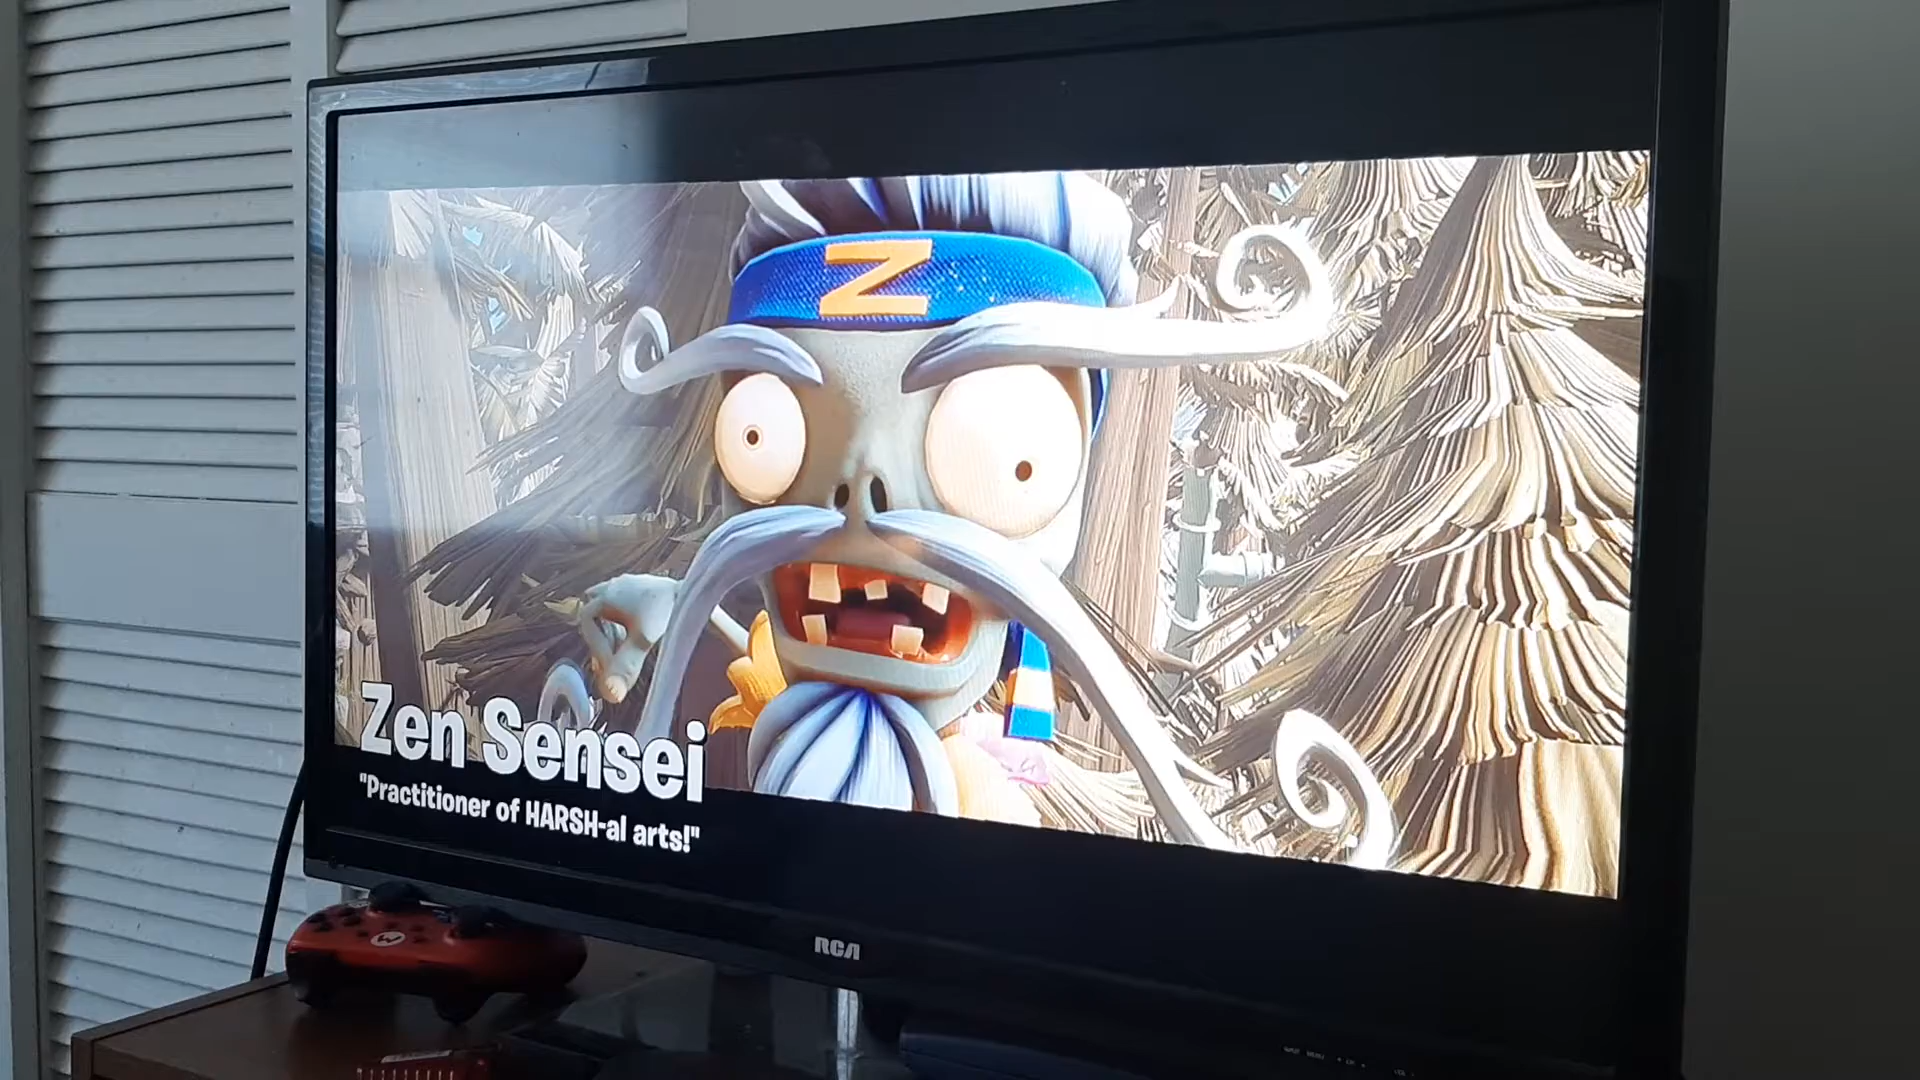 Z
Zen Sensei
"Practitioner of HARSH-al arts!"
RCA